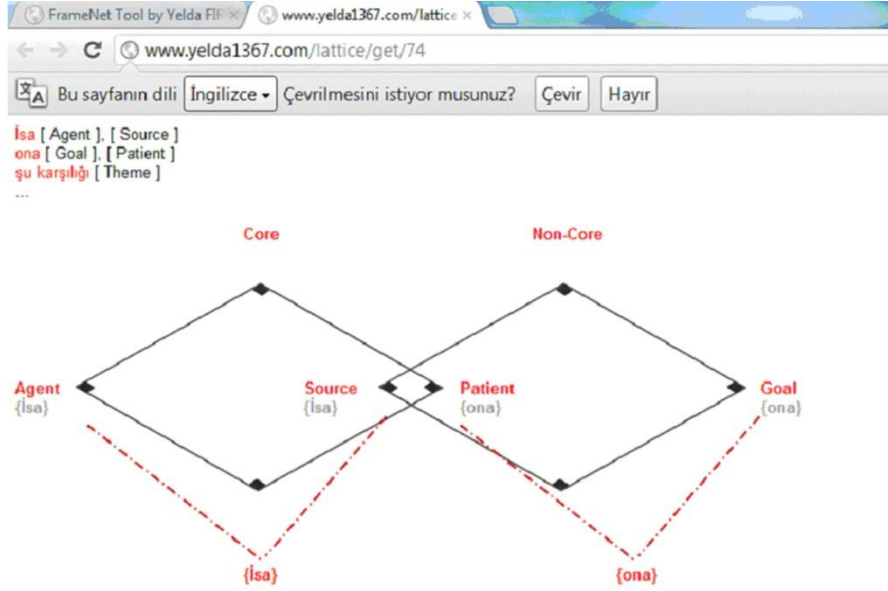 FrameNet Tool by Yelda FIF www.yelda1367.com/lattice
www.yelda1367.com/lattice/get/74
Bu sayfanın dili İngilizce Çevrilmesini istiyor musunuz? Çevir Hayır
İsa [ Agent ], [ Source ]
ona [ Goal ], [ Patient ]
şu karşılığı [ Theme ]
...
Core Non-Core
Agent Source Patient Goal
{İsa} {İsa} {ona} {ona}
{İsa} {ona}